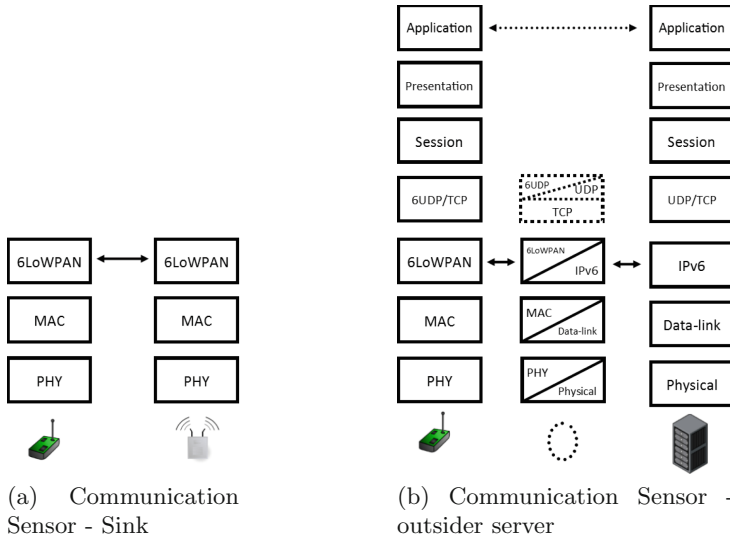 Application
Application
Presentation
Presentation
Session
Session
6UDP/TCP
6UDP
UDP
TCP
UDP/TCP
6LoWPAN
6LoWPAN
6LoWPAN
6LoWPAN
IPv6
IPv6
MAC
MAC
MAC
MAC
Data-link
Data-link
PHY
PHY
PHY
PHY
Physical
Physical
(a) Communication
Sensor - Sink
(b) Communication Sensor -
outsider server